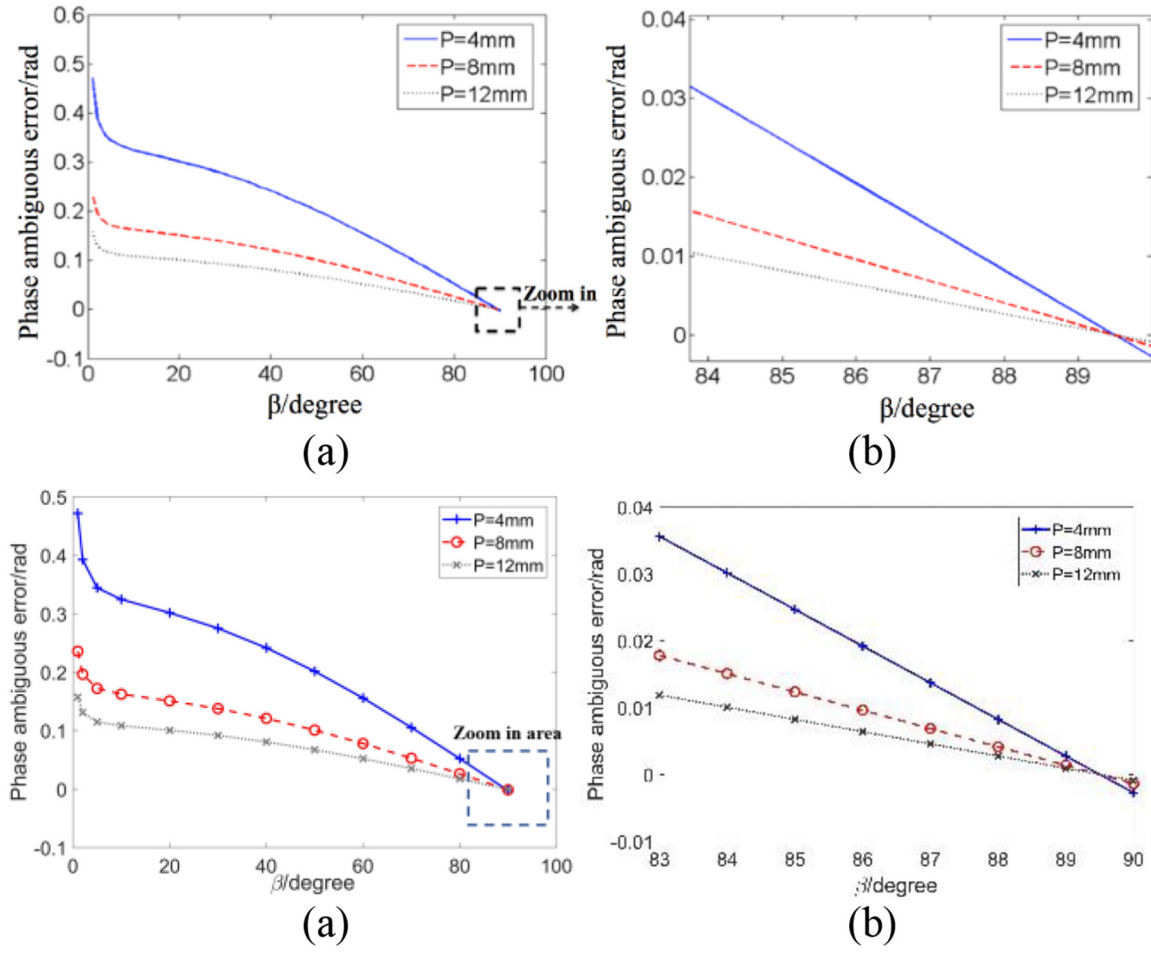 0.6
0.5
0.4
0.3
0.2
0.1
0
-0.1
Phase ambiguous error/rad
P=4mm
P=8mm
P=12mm
Zoom in
0 20 40 60 80 100
β/degree
(a)
0.04
0.03
0.02
0.01
0
Phase ambiguous error/rad
P=4mm
P=8mm
P=12mm
84 85 86 87 88 89
β/degree
(b)
0.5
0.4
0.3
0.2
0.1
0
-0.1
Phase ambiguous error/rad
P=4mm
P=8mm
P=12mm
Zoom in area
0 20 40 60 80 100
β/degree
(a)
0.04
0.03
0.02
0.01
0
-0.01
Phase ambiguous error/rad
P=4mm
P=8mm
P=12mm
83 84 85 86 87 88 89 90
β/degree
(b)